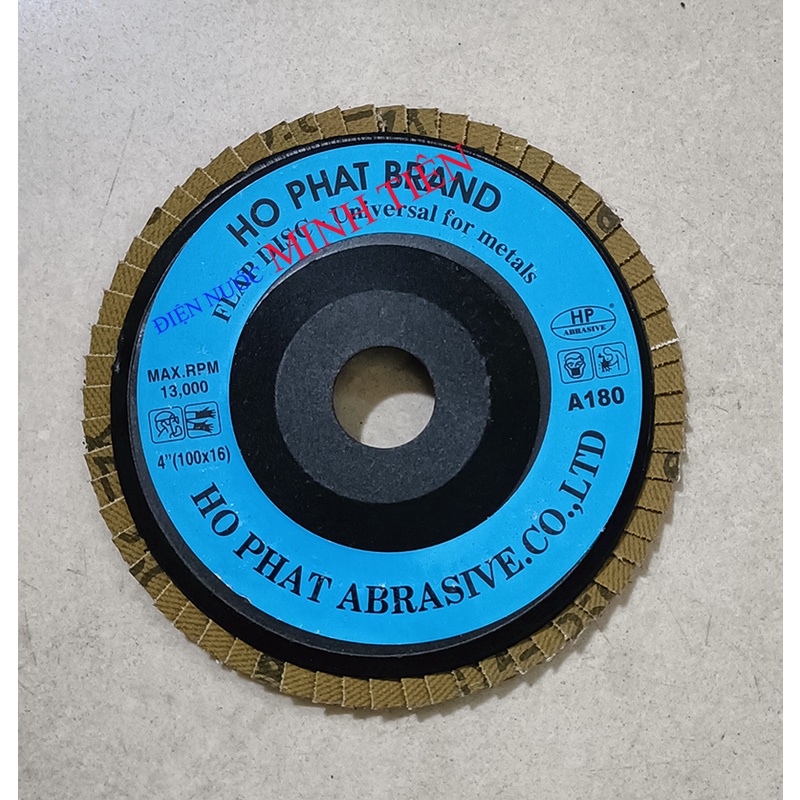 HO PHAT BRAND
FLAP DISC - Universal for metals
ĐIỆN NƯỚC MINH TIẾN
HP
ABRASIVE
®
MAX.RPM
13,000
A180
4"(100x16)
HO PHAT ABRASIVE.CO.,LTD